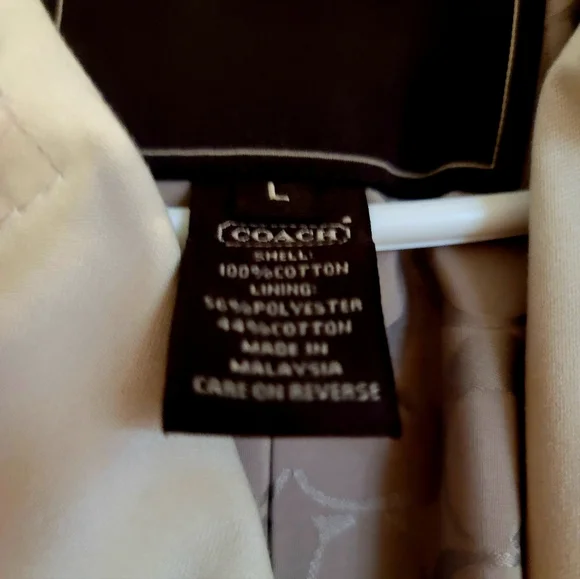 L
COACH
SHELL:
100%COTTON
LINING:
56%POLYESTER
44%COTTON
MADE IN
MALAYSIA
CARE ON REVERSE